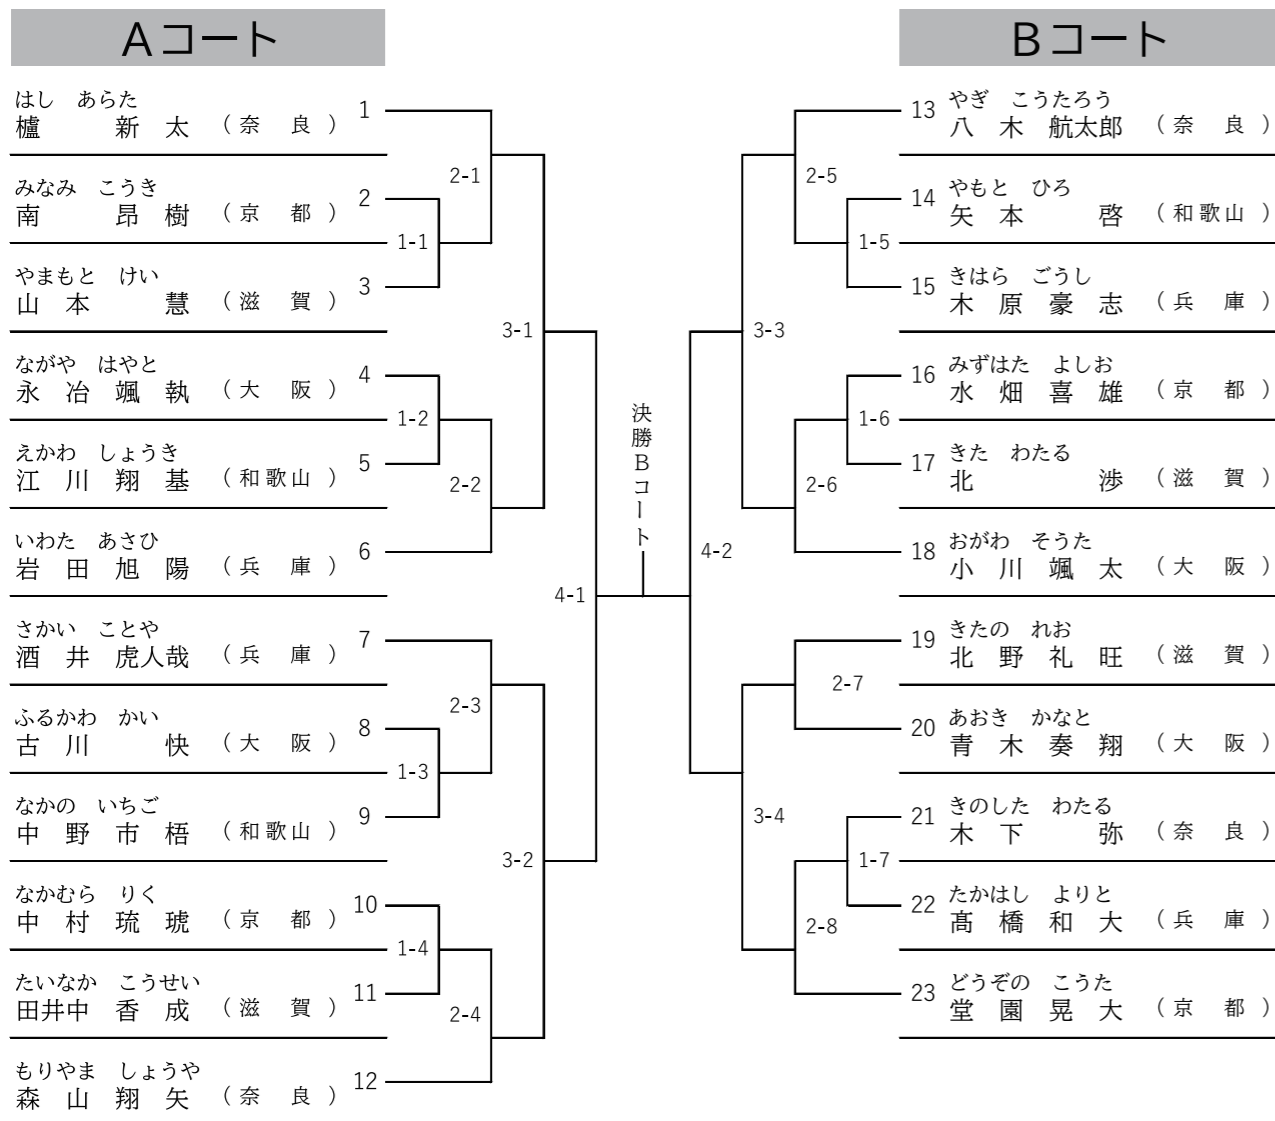 Aコート
はし あらた
櫨 新太 (奈良) 1
みなみ こうき
南 昂樹 (京都) 2
やまもと けい
山本 慧 (滋賀) 3
ながや はやと
永冶颯執 (大阪) 4
えかわ しょうき
江川翔基 (和歌山) 5
いわた あさひ
岩田旭陽 (兵庫) 6
さかい ことや
酒井虎人哉 (兵庫) 7
ふるかわ かい
古川 快 (大阪) 8
なかの いちご
中野市梧 (和歌山) 9
なかむら りく
中村琉琥 (京都) 10
たいなか こうせい
田井中香成 (滋賀) 11
もりやま しょうや
森山翔矢 (奈良) 12
1-1
1-2
1-3
1-4
2-1
2-2
2-3
2-4
3-1
3-2
4-1
決勝Bコート
Bコート
13 やぎ こうたろう
八木航太郎 (奈良)
14 やもと ひろ
矢本 啓 (和歌山)
15 きはら ごうし
木原豪志 (兵庫)
16 みずはた よしお
水畑喜雄 (京都)
17 きた わたる
北 渉 (滋賀)
18 おがわ そうた
小川颯太 (大阪)
19 きたの れお
北野礼旺 (滋賀)
20 あおき かなと
青木奏翔 (大阪)
21 きのした わたる
木下 弥 (奈良)
22 たかはし よりと
髙橋和大 (兵庫)
23 どうぞの こうた
堂園晃大 (京都)
1-5
1-6
1-7
2-5
2-6
2-7
2-8
3-3
3-4
4-2